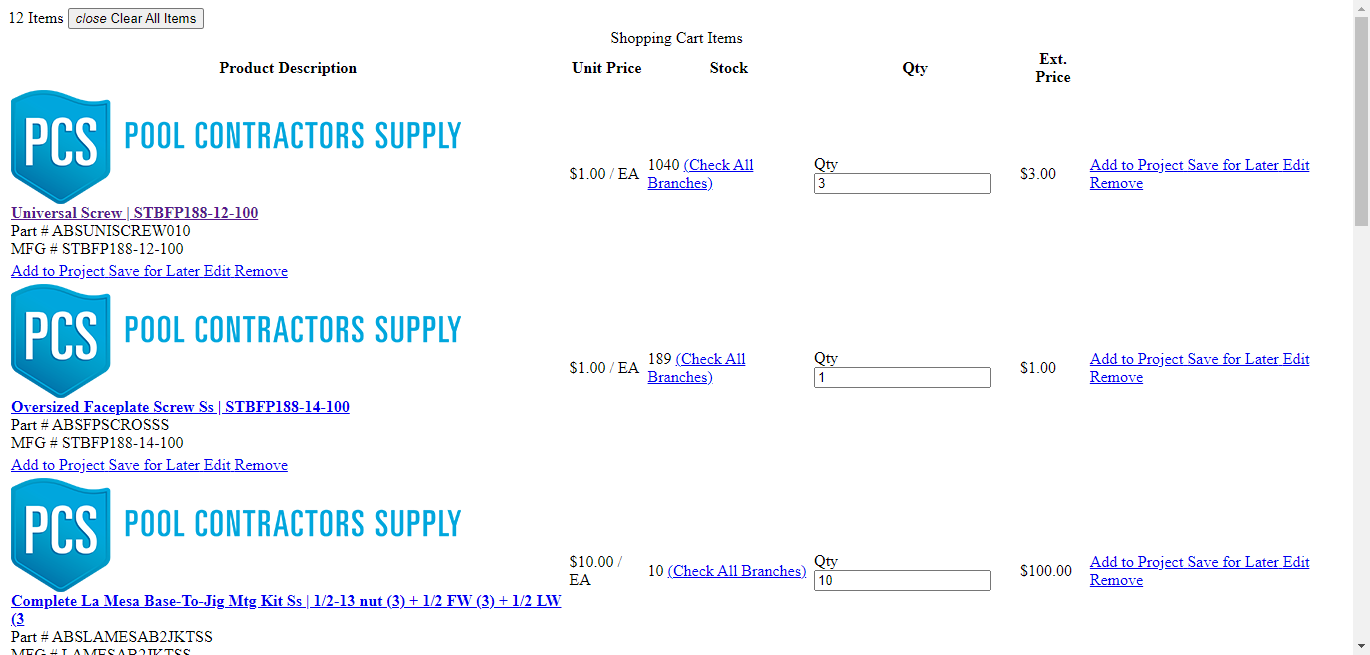 12 Items close Clear All Items
Shopping Cart Items
Product Description Unit Price Stock Qty Ext. Price
PCS POOL CONTRACTORS SUPPLY
Universal Screw | STBFP188-12-100
Part # ABSUNISCREW010
MFG # STBFP188-12-100
Add to Project Save for Later Edit Remove
$1.00 / EA
1040 (Check All
Branches)
Qty
3
$3.00
Add to Project Save for Later Edit
Remove
PCS POOL CONTRACTORS SUPPLY
Oversized Faceplate Screw Ss | STBFP188-14-100
Part # ABSFPSCROSSS
MFG # STBFP188-14-100
Add to Project Save for Later Edit Remove
$1.00 / EA
189 (Check All
Branches)
Qty
1
$1.00
Add to Project Save for Later Edit
Remove
PCS POOL CONTRACTORS SUPPLY
Complete La Mesa Base-To-Jig Mtg Kit Ss | 1/2-13 nut (3) + 1/2 FW (3) + 1/2 LW
(3
Part # ABSLAMESAB2JKTSS
MFG # LAMESAB2JKTSS
$10.00 /
EA
10 (Check All Branches)
Qty
10
$100.00
Add to Project Save for Later Edit
Remove